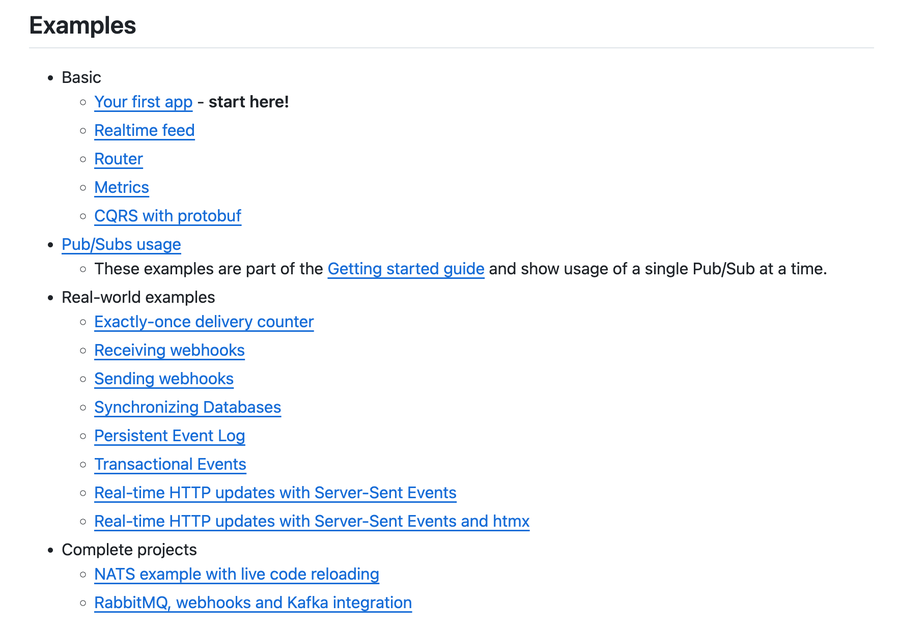 Examples
Basic
Your first app - start here!
Realtime feed
Router
Metrics
CQRS with protobuf
Pub/Subs usage
These examples are part of the Getting started guide and show usage of a single Pub/Sub at a time.
Real-world examples
Exactly-once delivery counter
Receiving webhooks
Sending webhooks
Synchronizing Databases
Persistent Event Log
Transactional Events
Real-time HTTP updates with Server-Sent Events
Real-time HTTP updates with Server-Sent Events and htmx
Complete projects
NATS example with live code reloading
RabbitMQ, webhooks and Kafka integration